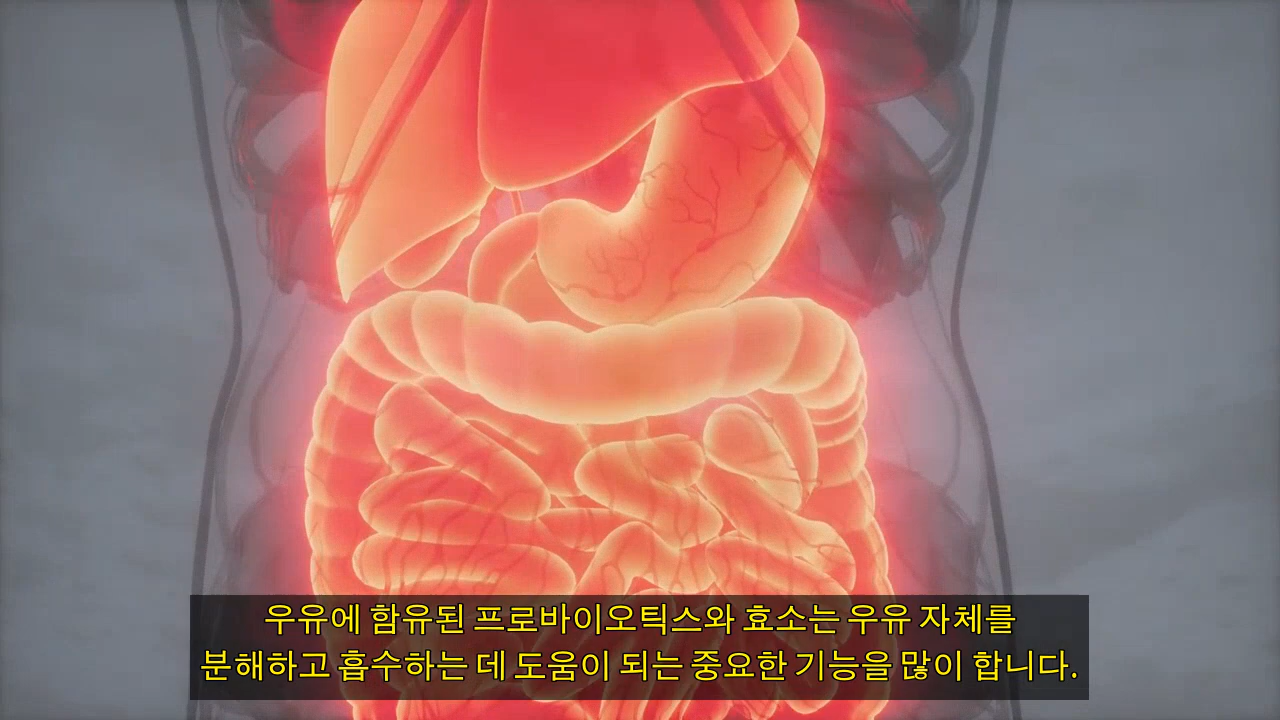 우유에 함유된 프로바이오틱스와 효소는 우유 자체를
분해하고 흡수하는 데 도움이 되는 중요한 기능을 많이 합니다.